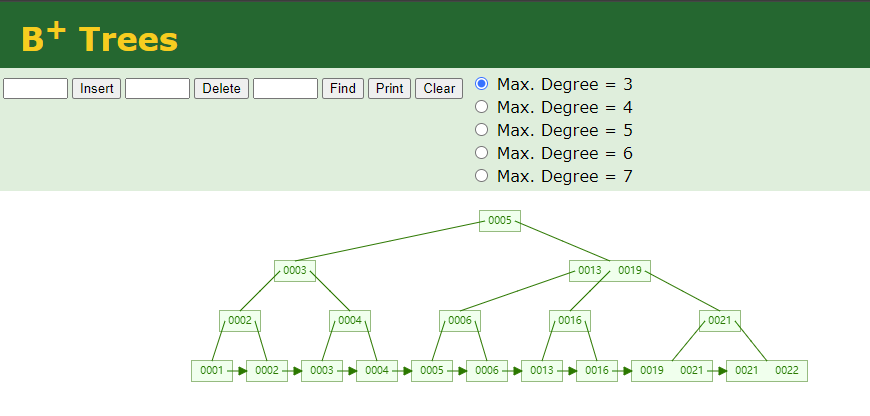 B+ Trees
Insert Delete Find Print Clear
Max. Degree = 3
Max. Degree = 4
Max. Degree = 5
Max. Degree = 6
Max. Degree = 7
0005
0003 0013 0019
0002 0004 0006 0016 0021
0001 0002 0003 0004 0005 0006 0013 0016 0019 0021 0021 0022